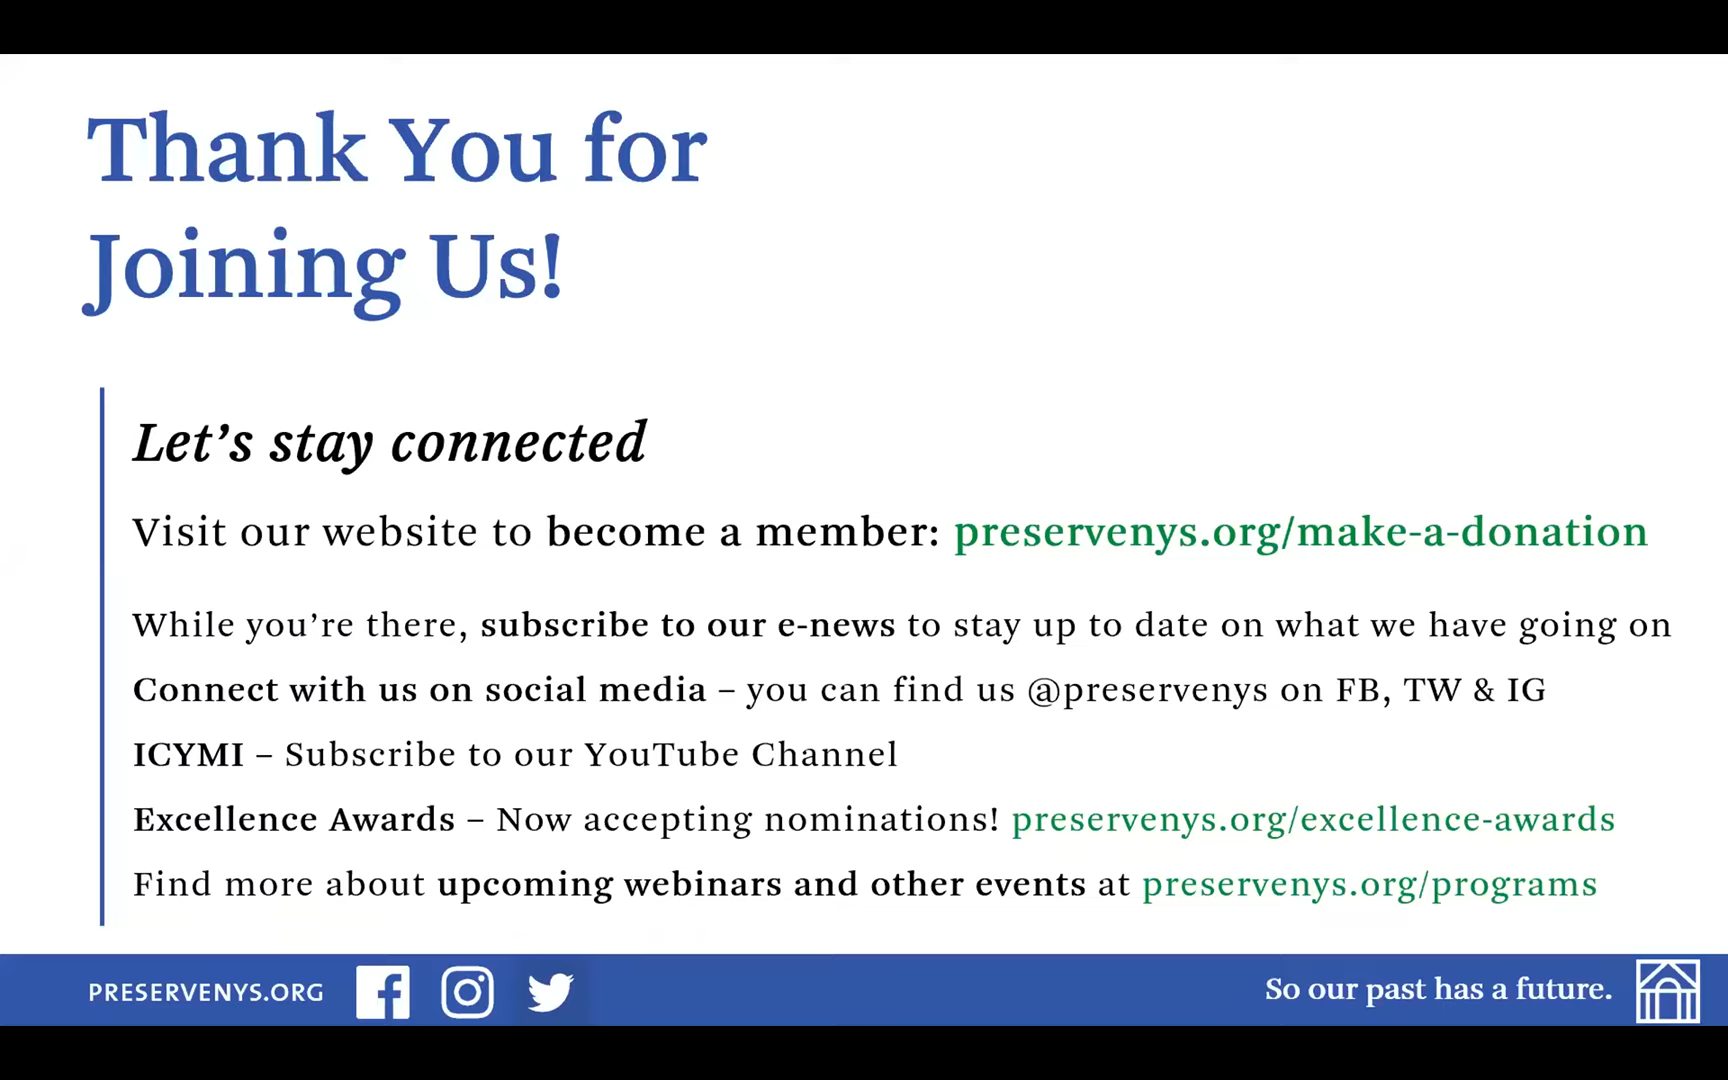 Thank You for
Joining Us!
Let’s stay connected
Visit our website to become a member: preservenys.org/make-a-donation
While you’re there, subscribe to our e-news to stay up to date on what we have going on
Connect with us on social media – you can find us @preservenys on FB, TW & IG
ICYMI – Subscribe to our YouTube Channel
Excellence Awards – Now accepting nominations! preservenys.org/excellence-awards
Find more about upcoming webinars and other events at preservenys.org/programs
PRESERVENYS.ORG
So our past has a future.